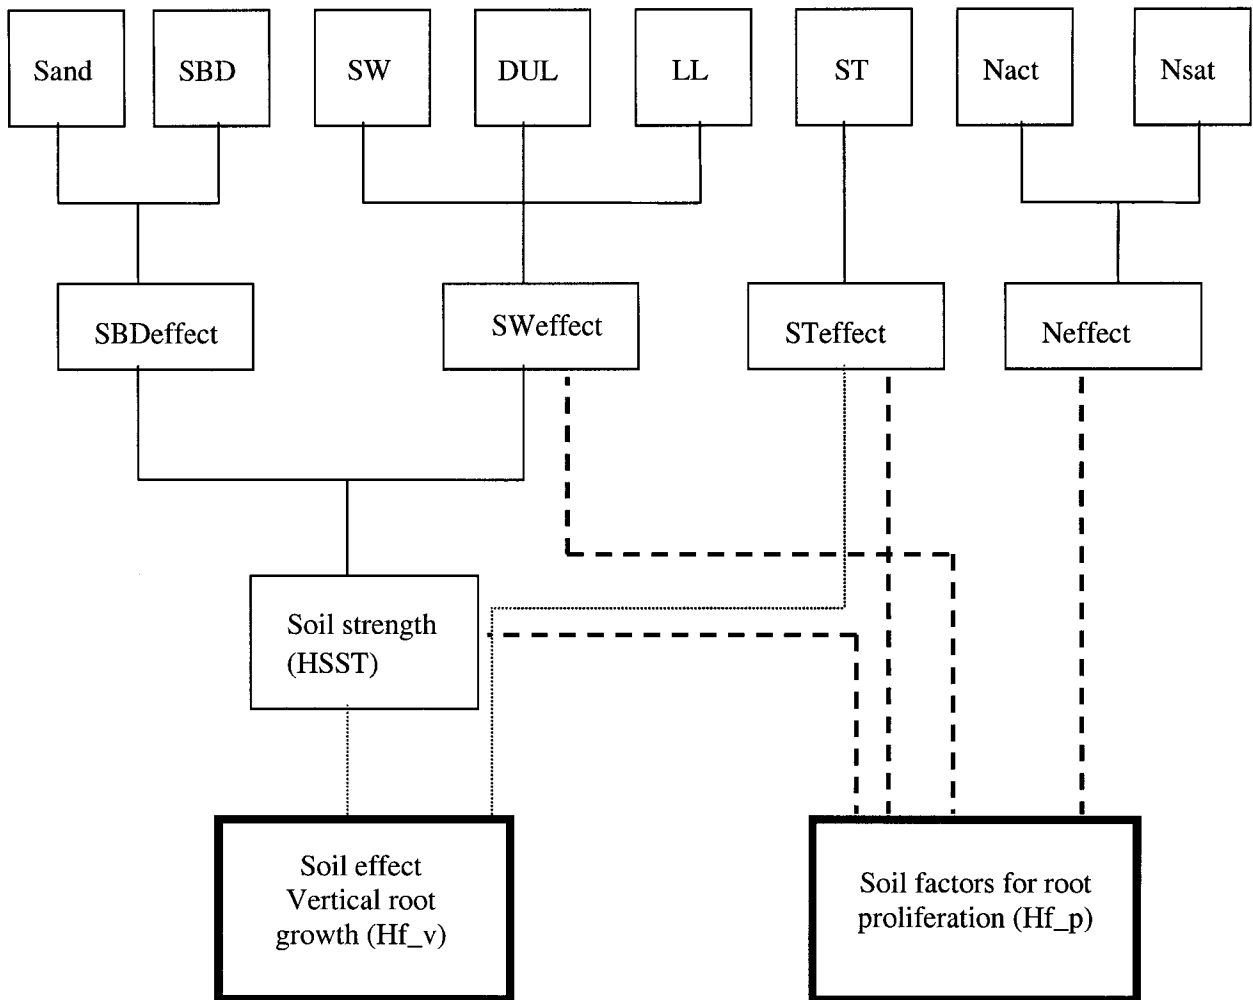 Sand
SBD
SW
DUL
LL
ST
Nact
Nsat
SBDeffect
SWeffect
STeffect
Neffect
Soil strength
(HSST)
Soil effect
Vertical root
growth (Hf_v)
Soil factors for root
proliferation (Hf_p)